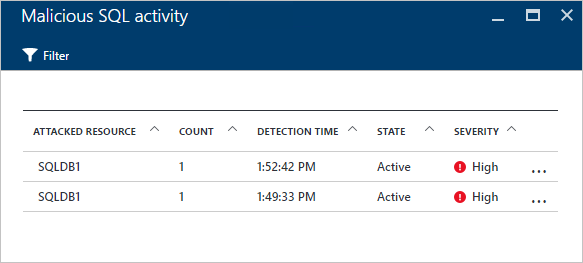 Malicious SQL activity
Filter
ATTACKED RESOURCE COUNT DETECTION TIME STATE SEVERITY
SQLDB1 1 1:52:42 PM Active High ...
SQLDB1 1 1:49:33 PM Active High ...